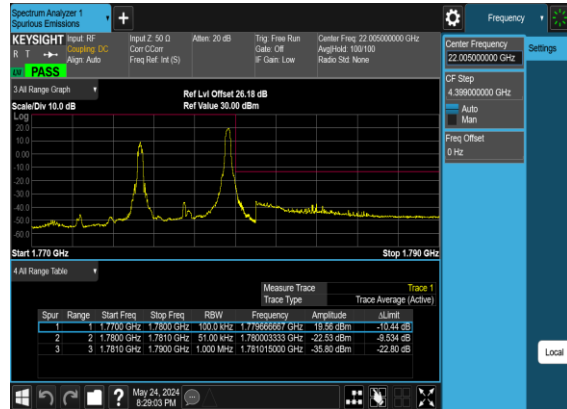 Spectrum Analyzer 1
Spurious Emissions
+
Frequency
KEYSIGHT
R T
PASS
Input: RF
Coupling: DC
Align: Auto
Input Z: 50 Ω
Corr CCorr
Freq Ref: Int (S)
Atten: 20 dB
Trig: Free Run
Gate: Off
IF Gain: Low
Center Freq: 22.005000000 GHz
Avg|Hold: 100/100
Radio Std: None
Center Frequency
22.005000000 GHz
Settings
CF Step
4.399000000 GHz
Auto
Man
Freq Offset
0 Hz
3 All Range Graph
Scale/Div 10.0 dB
Ref Lvl Offset 26.18 dB
Ref Value 30.00 dBm
Log
20.0
10.0
0.00
-10.0
-20.0
-30.0
-40.0
-50.0
-60.0
Start 1.770 GHz
Stop 1.790 GHz
4 All Range Table
Measure Trace Trace 1
Trace Type Trace Average (Active)
Spur Range Start Freq Stop Freq RBW Frequency Amplitude ΔLimit
1 1 1.7700 GHz 1.7800 GHz 100.0 kHz 1.779666667 GHz 19.56 dBm -10.44 dB
2 2 1.7800 GHz 1.7810 GHz 51.00 kHz 1.780003333 GHz -22.53 dBm -9.534 dB
3 3 1.7810 GHz 1.7900 GHz 1.000 MHz 1.781015000 GHz -35.80 dBm -22.80 dB
Local
?
May 24, 2024
8:29:03 PM